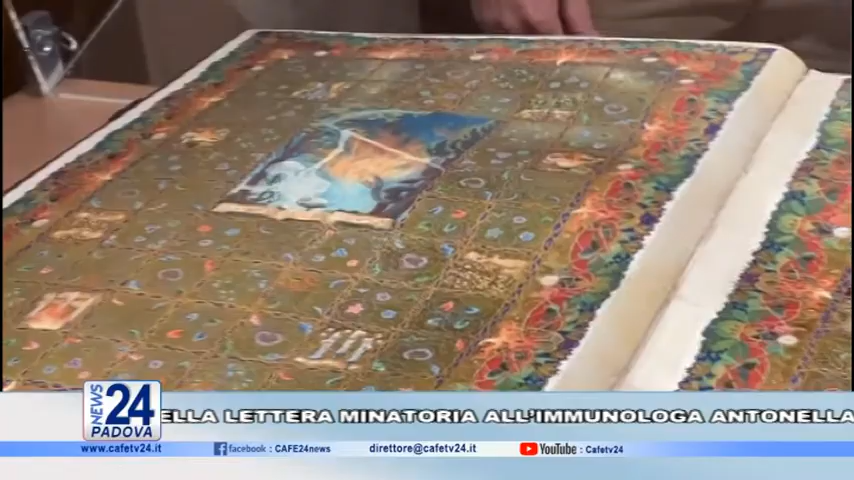 NEWS
24
PADOVA
ELLA LETTERA MINATORIA ALL'IMMUNOLOGA ANTONELLA
www.cafetv24.it
facebook : CAFE24news
direttore@cafetv24.it
YouTube : Cafetv24